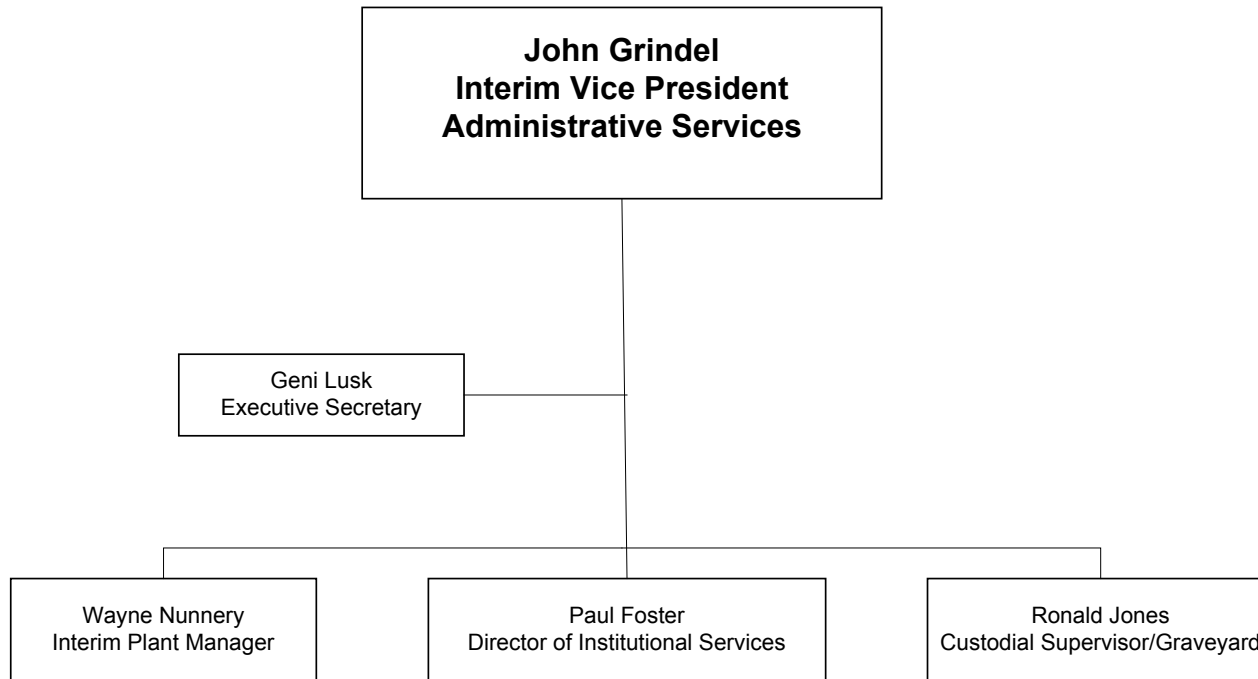 John Grindel
Interim Vice President
Administrative Services
Geni Lusk
Executive Secretary
Wayne Nunnery
Interim Plant Manager
Paul Foster
Director of Institutional Services
Ronald Jones
Custodial Supervisor/Graveyard